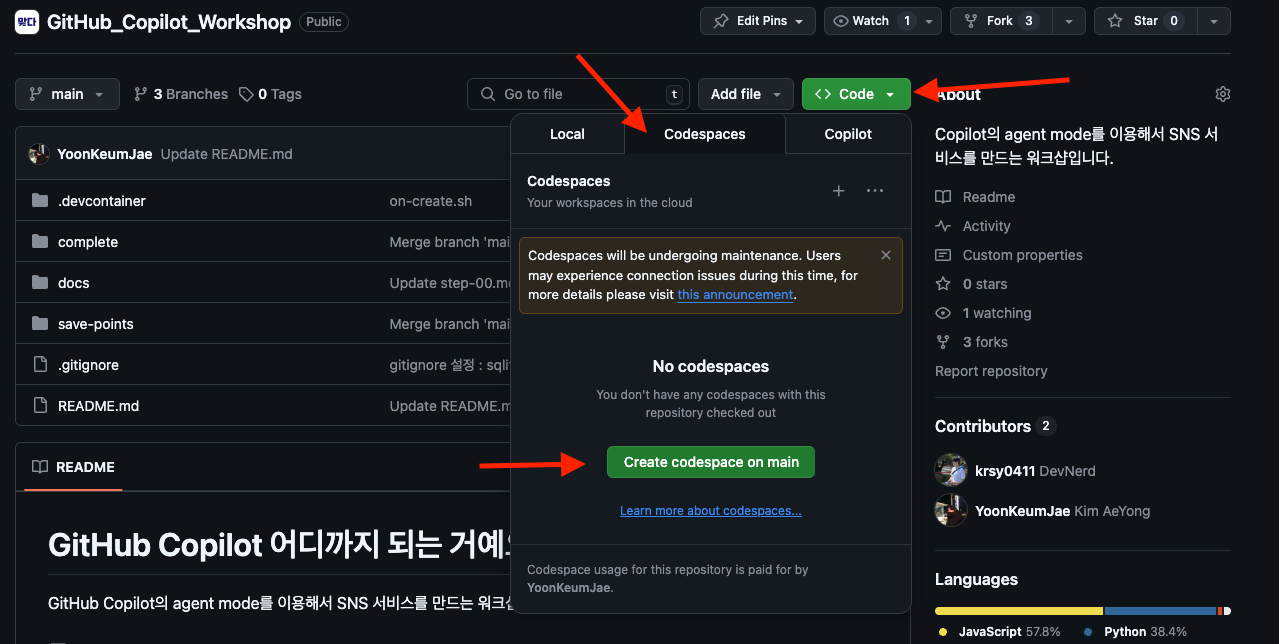 맞다 GitHub_Copilot_Workshop Public
Edit Pins Watch 1 Fork 3 Star 0
main 3 Branches 0 Tags
Go to file t Add file Code
YoonKeumJae Update README.md
.devcontainer on-create.sh
complete Merge branch 'mai
docs Update step-00.m
save-points Merge branch 'mai
.gitignore gitignore 설정 : sqli
README.md Update README.m
README
GitHub Copilot 어디까지 되는 거예
GitHub Copilot의 agent mode를 이용해서 SNS 서비스를 만드는 워크
Local Codespaces Copilot
Codespaces
Your workspaces in the cloud
Codespaces will be undergoing maintenance. Users
may experience connection issues during this time, for
more details please visit this announcement.
No codespaces
You don't have any codespaces with this
repository checked out
Create codespace on main
Learn more about codespaces...
Codespace usage for this repository is paid for by
YoonKeumJae.
About
Copilot의 agent mode를 이용해서 SNS 서
비스를 만드는 워크샵입니다.
Readme
Activity
Custom properties
0 stars
1 watching
3 forks
Report repository
Contributors 2
krsy0411 DevNerd
YoonKeumJae Kim AeYong
Languages
JavaScript 57.8% Python 38.4%